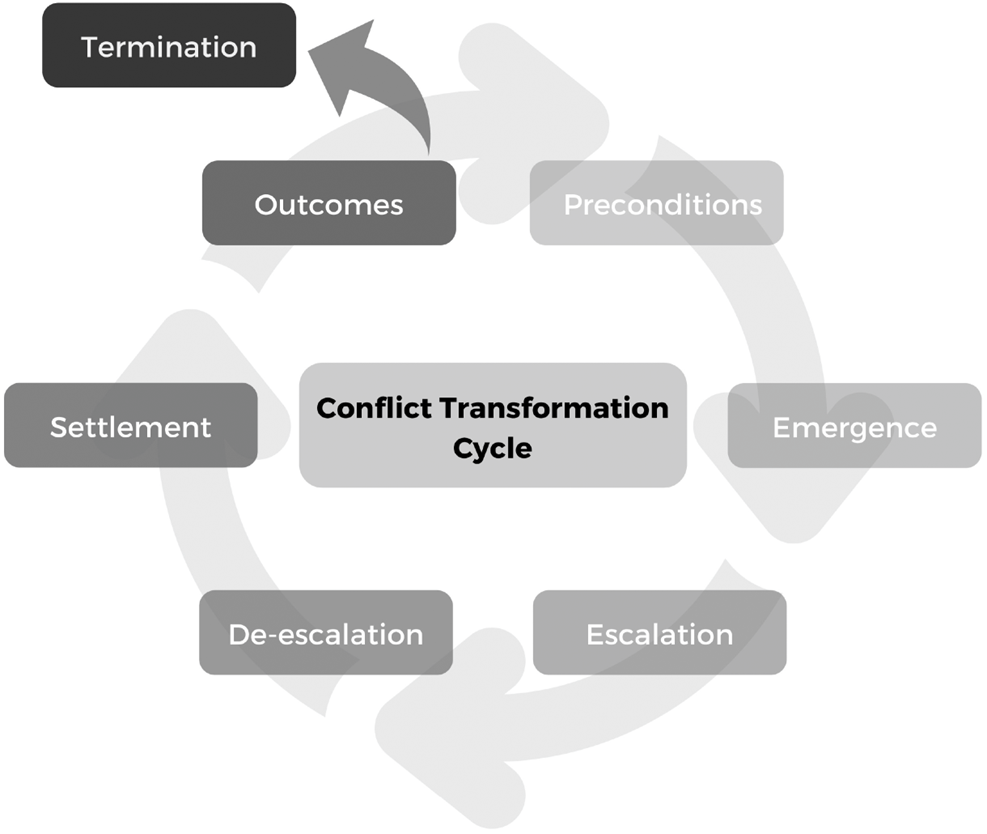 Termination
Outcomes
Preconditions
Settlement
Conflict Transformation
Cycle
Emergence
De-escalation
Escalation